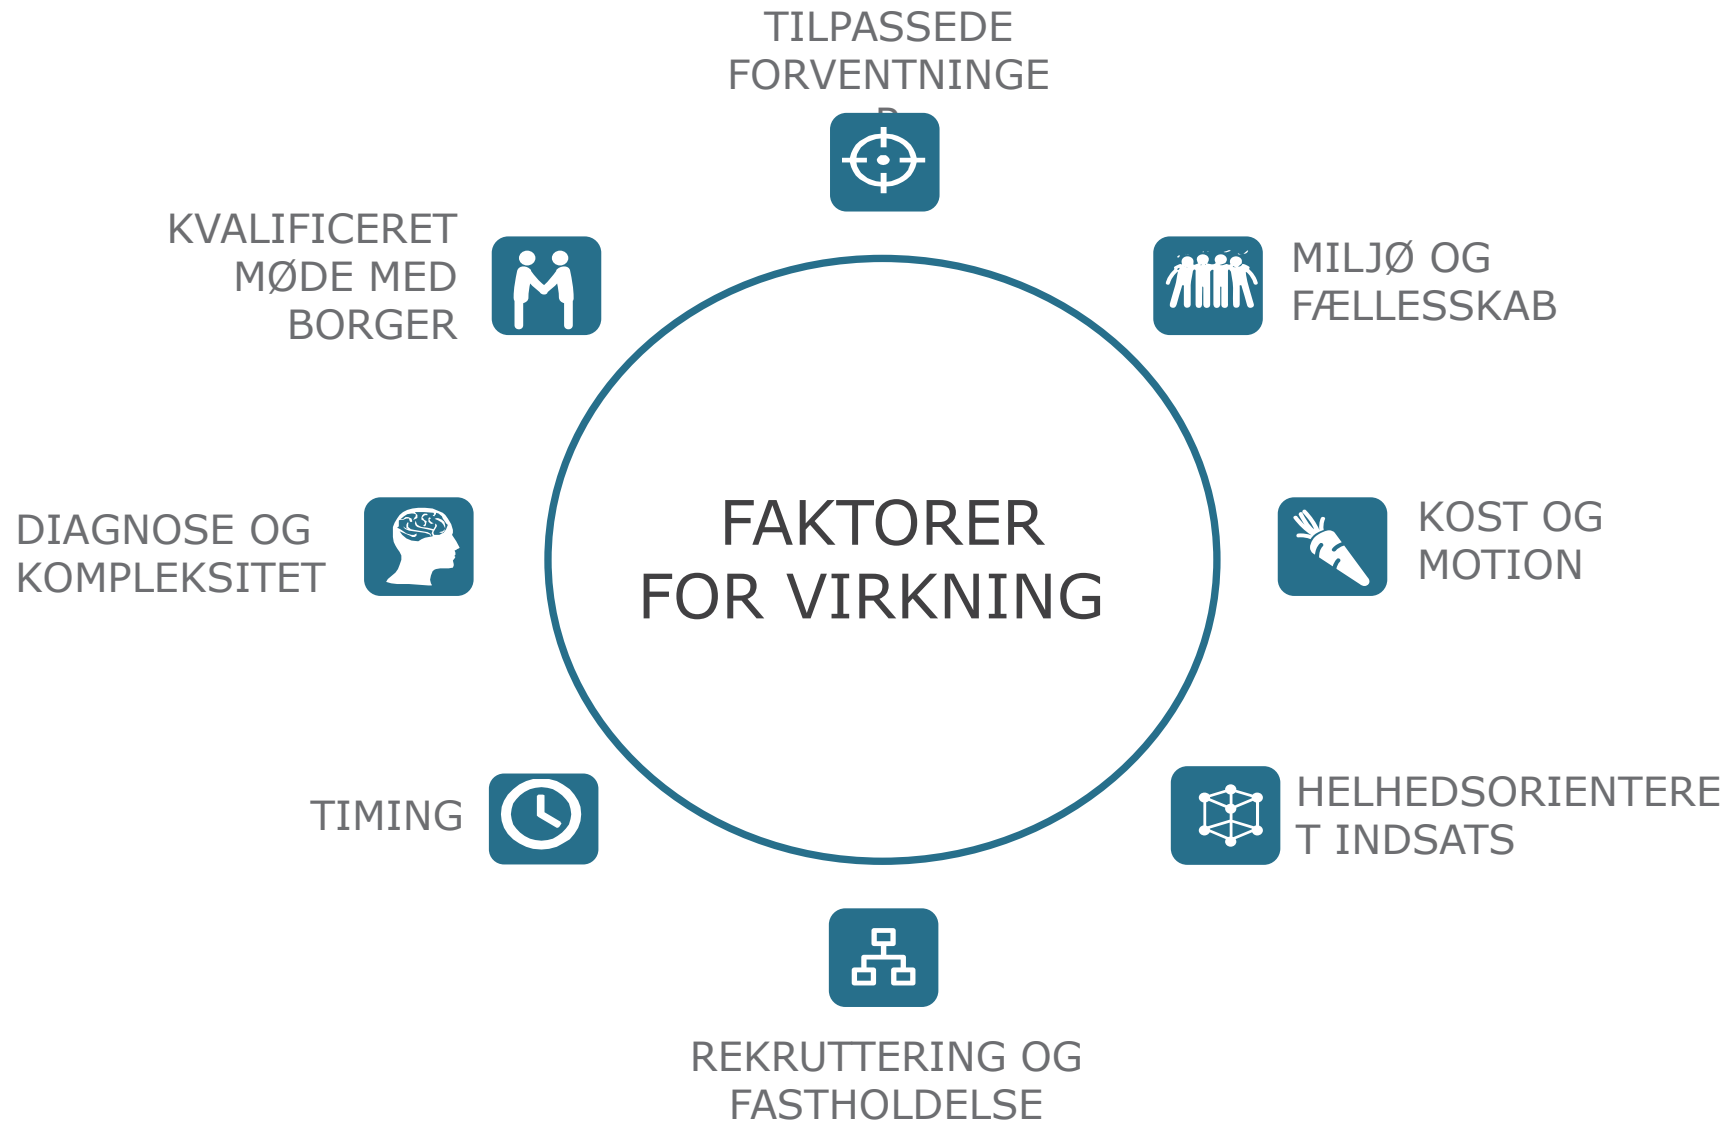 TILPASSEDE
FORVENTNINGE
R
KVALIFICERET
MØDE MED
BORGER
MILJØ OG
FÆLLESSKAB
DIAGNOSE OG
KOMPLEKSITET
FAKTORER
FOR VIRKNING
KOST OG
MOTION
TIMING
HELHEDSORIENTERE
T INDSATS
REKRUTTERING OG
FASTHOLDELSE